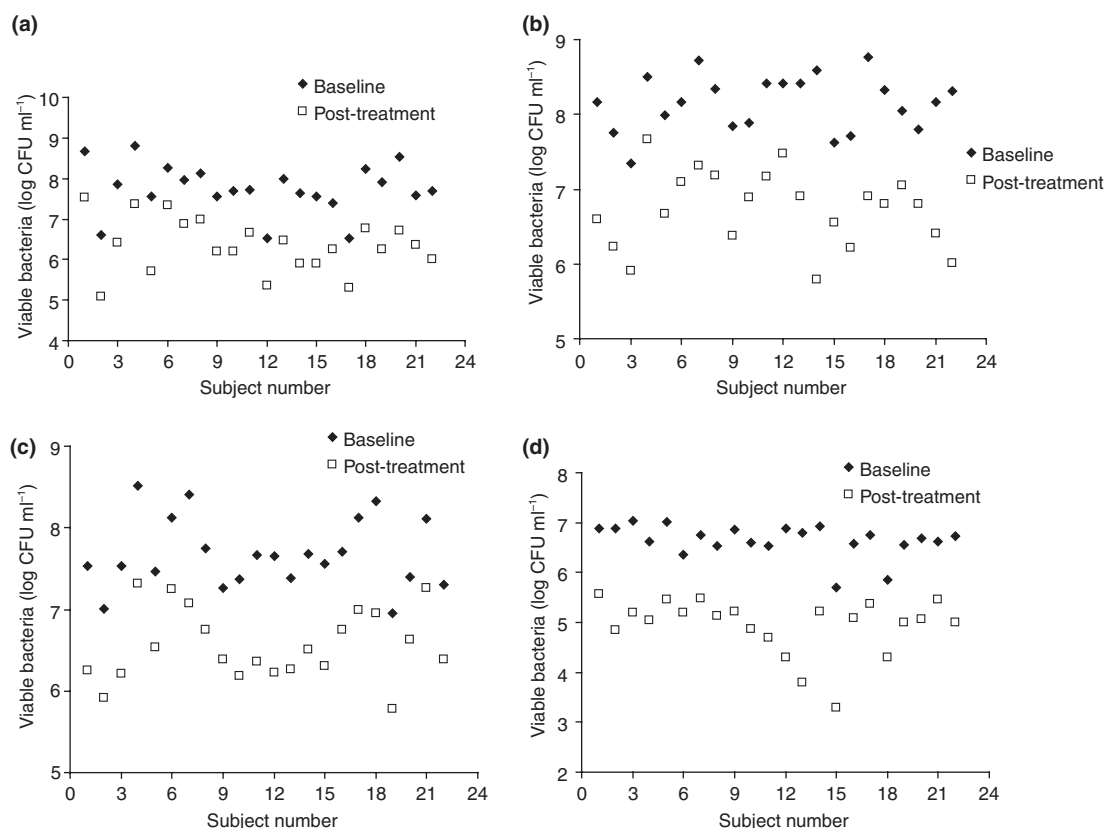 (a)
Baseline
Post-treatment
Viable bacteria (log CFU ml⁻¹)
10
9
8
7
6
5
4
0 3 6 9 12 15 18 21 24
Subject number
(b)
Baseline
Post-treatment
Viable bacteria (log CFU ml⁻¹)
9
8
7
6
5
0 3 6 9 12 15 18 21 24
Subject number
(c)
Baseline
Post-treatment
Viable bacteria (log CFU ml⁻¹)
9
8
7
6
5
0 3 6 9 12 15 18 21 24
Subject number
(d)
Baseline
Post-treatment
Viable bacteria (log CFU ml⁻¹)
8
7
6
5
4
3
2
0 3 6 9 12 15 18 21 24
Subject number